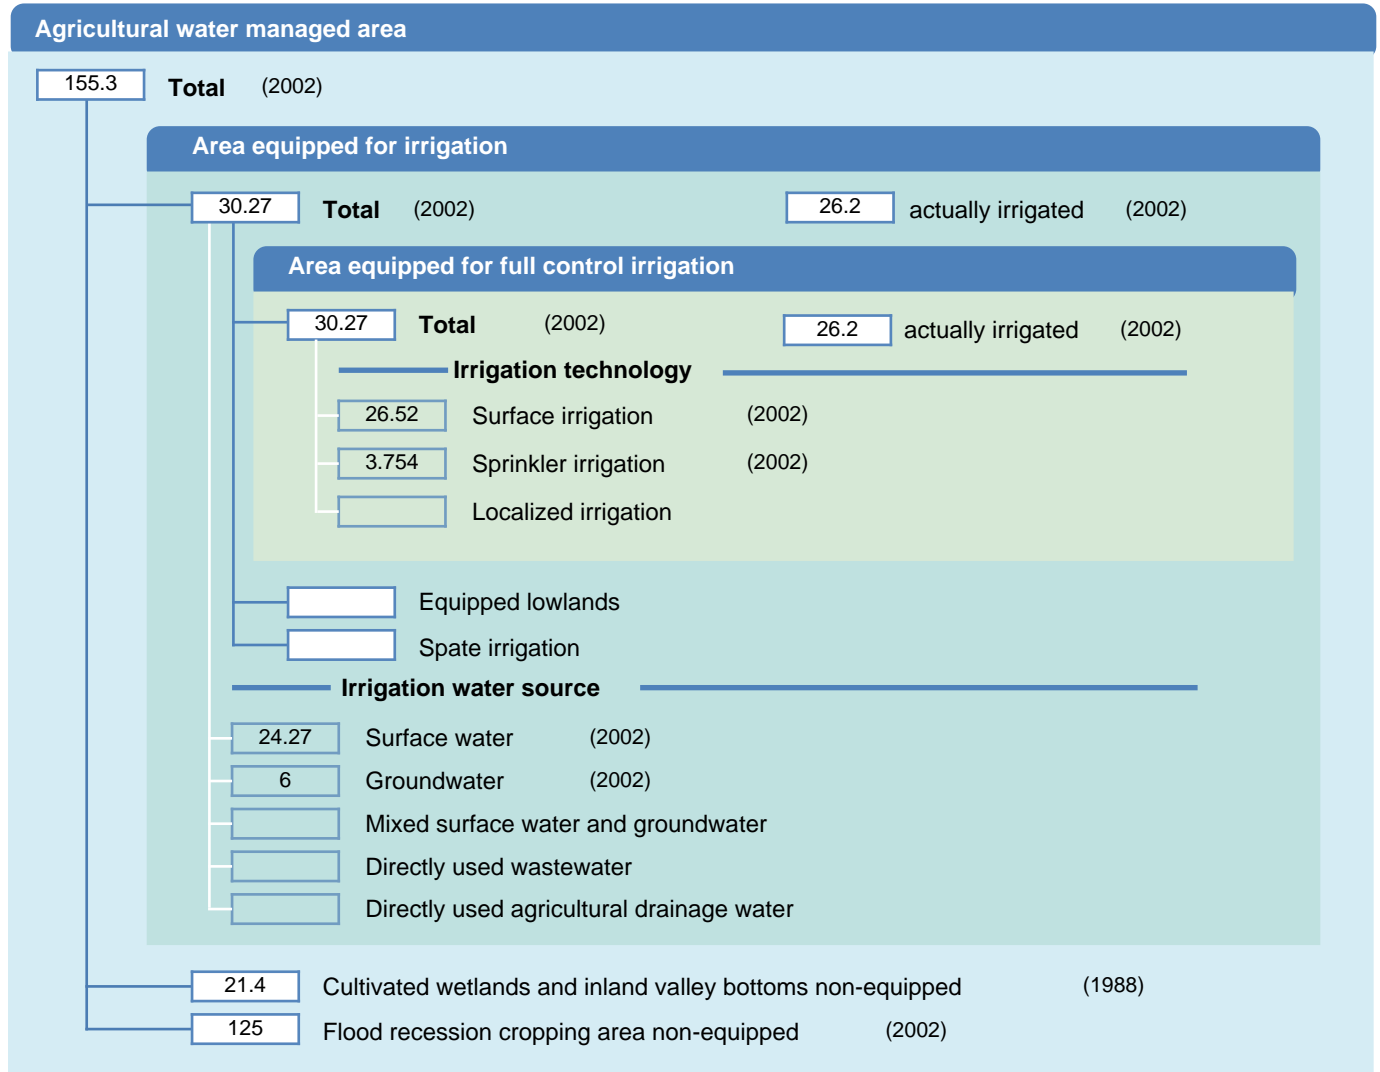 Agricultural water managed area
155.3 Total (2002)
Area equipped for irrigation
30.27 Total (2002) 26.2 actually irrigated (2002)
Area equipped for full control irrigation
30.27 Total (2002) 26.2 actually irrigated (2002)
Irrigation technology
26.52 Surface irrigation (2002)
3.754 Sprinkler irrigation (2002)
Localized irrigation
Equipped lowlands
Spate irrigation
Irrigation water source
24.27 Surface water (2002)
6 Groundwater (2002)
Mixed surface water and groundwater
Directly used wastewater
Directly used agricultural drainage water
21.4 Cultivated wetlands and inland valley bottoms non-equipped (1988)
125 Flood recession cropping area non-equipped (2002)